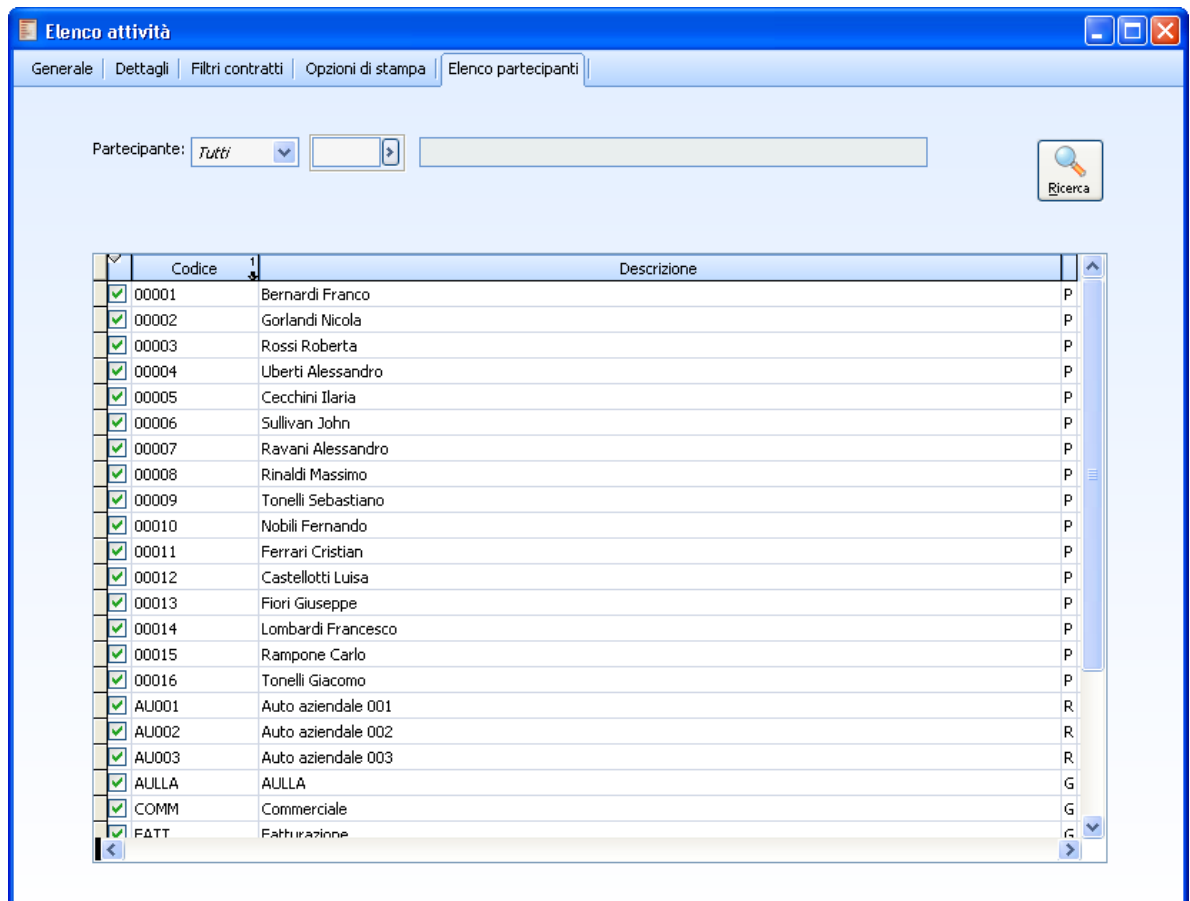 Elenco attività
Generale Dettagli Filtri contratti Opzioni di stampa Elenco partecipanti
Partecipante: Tutti
Ricerca
Codice 1 Descrizione
00001 Bernardi Franco P
00002 Gorlandi Nicola P
00003 Rossi Roberta P
00004 Uberti Alessandro P
00005 Cecchini Ilaria P
00006 Sullivan John P
00007 Ravani Alessandro P
00008 Rinaldi Massimo P
00009 Tonelli Sebastiano P
00010 Nobili Fernando P
00011 Ferrari Cristian P
00012 Castellotti Luisa P
00013 Fiori Giuseppe P
00014 Lombardi Francesco P
00015 Rampone Carlo P
00016 Tonelli Giacomo P
AU001 Auto aziendale 001 R
AU002 Auto aziendale 002 R
AU003 Auto aziendale 003 R
AULLA AULLA G
COMM Commerciale G
FATT Fatturazione G